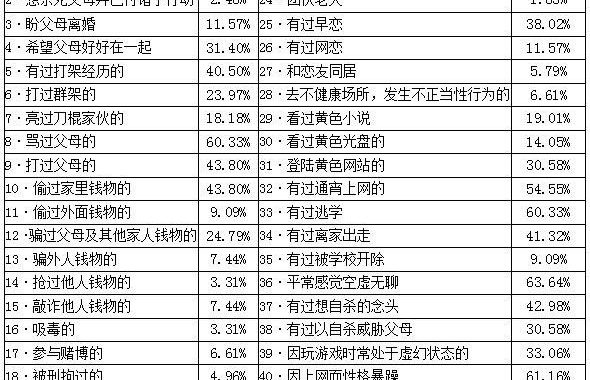 3·盼父母离婚 11.57% 25·有过早恋 38.02%
4·希望父母好好在一起 31.40% 26·有过网恋 11.57%
5·有过打架经历的 40.50% 27·和恋友同居 5.79%
6·打过群架的 23.97% 28·去不健康场所，发生不正当性行为的 6.61%
7·亮过刀棍家伙的 18.18% 29·看过黄色小说 19.01%
8·骂过父母的 60.33% 30·看过黄色光盘的 14.05%
9·打过父母的 43.80% 31·登陆黄色网站的 30.58%
10·偷过家里钱物的 43.80% 32·有过通宵上网的 54.55%
11·偷过外面钱物的 9.09% 33·有过逃学 60.33%
12·骗过父母及其他家人钱物的 24.79% 34·有过离家出走 41.32%
13·骗外人钱物的 7.44% 35·有过被学校开除 9.09%
14·抢过他人钱物的 3.31% 36·平常感觉空虚无聊 63.64%
15·敲诈他人钱物的 7.44% 37·有过想自杀的念头 42.98%
16·吸毒的 3.31% 38·有过以自杀威胁父母 30.58%
17·参与赌博的 6.61% 39·因玩游戏时常处于虚幻状态的 33.06%
18·被刑拘过的 4.96% 40·因上网而性格暴躁 61.16%